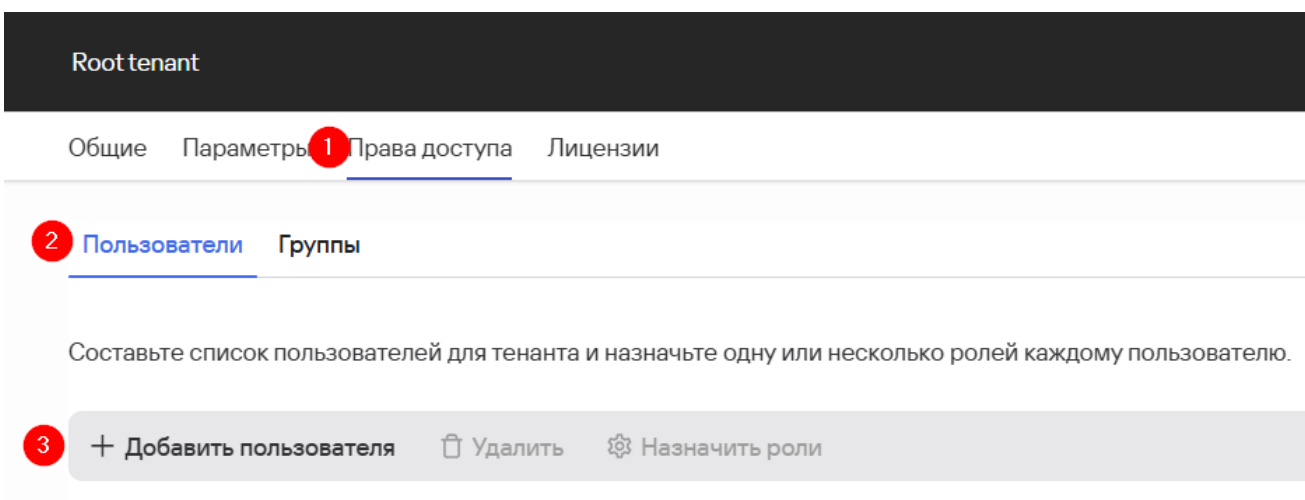 Root tenant
Общие Параметры 1 Права доступа Лицензии
2 Пользователи Группы
Составьте список пользователей для тенанта и назначьте одну или несколько ролей каждому пользователю.
3 + Добавить пользователя Удалить Назначить роли